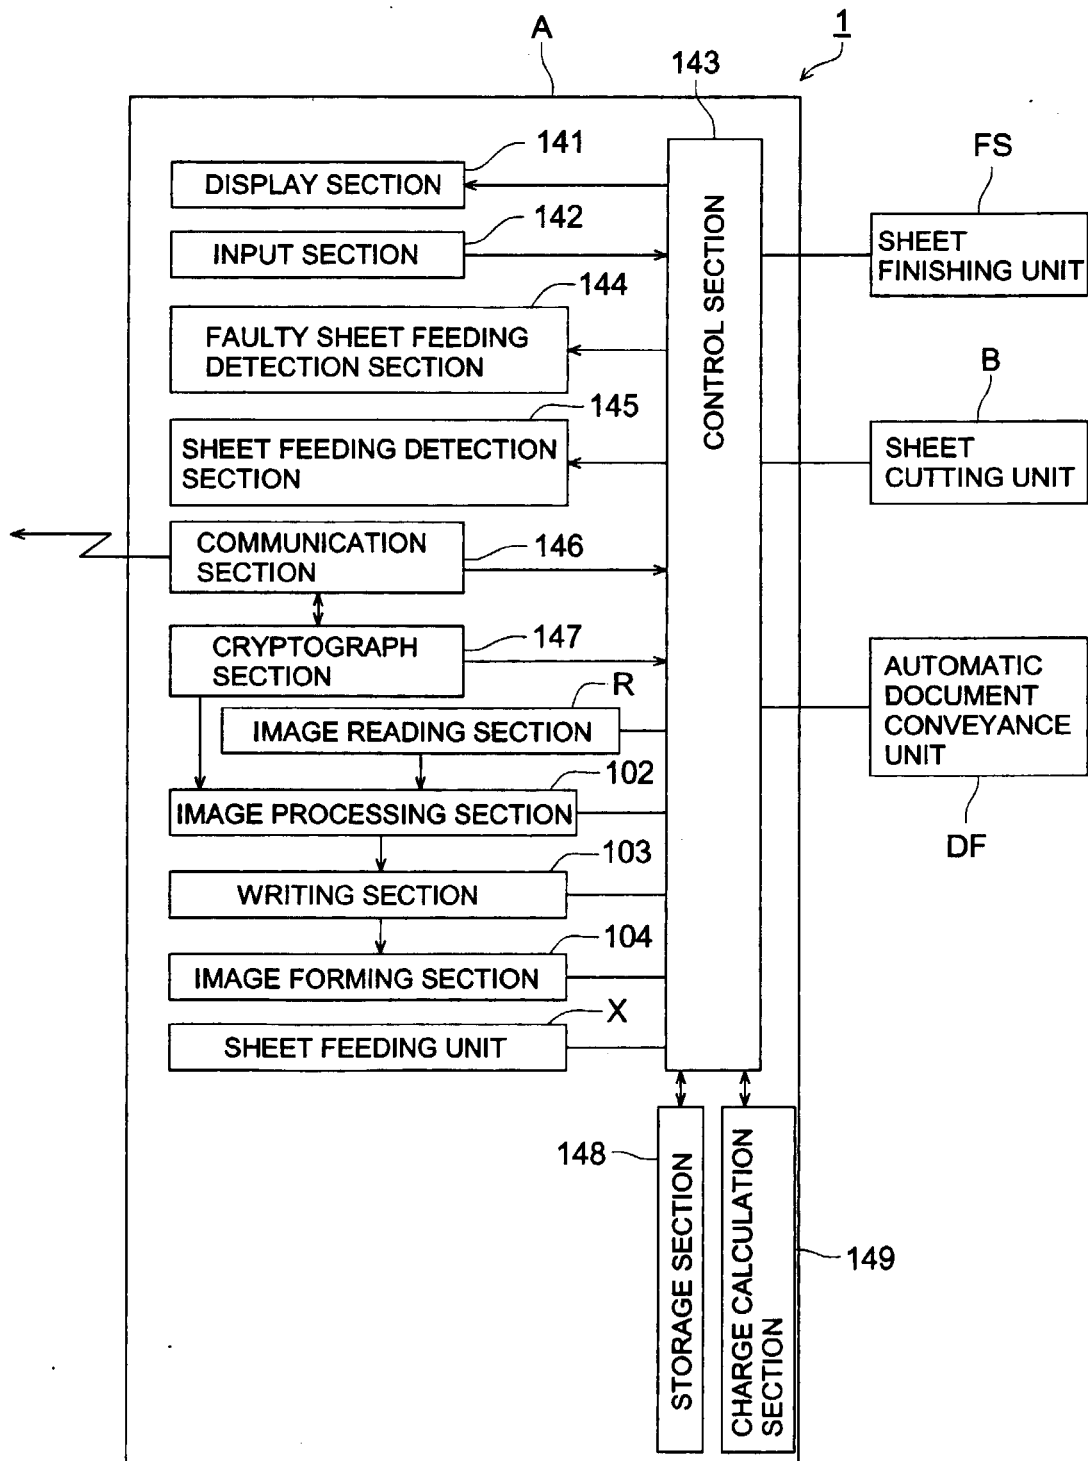 A
1
143
141
DISPLAY SECTION
142
INPUT SECTION
144
FAULTY SHEET FEEDING
DETECTION SECTION
145
SHEET FEEDING DETECTION
SECTION
COMMUNICATION
SECTION
146
CRYPTOGRAPH
SECTION
147
R
IMAGE READING SECTION
102
IMAGE PROCESSING SECTION
103
WRITING SECTION
104
IMAGE FORMING SECTION
X
SHEET FEEDING UNIT
CONTROL SECTION
FS
SHEET
FINISHING UNIT
B
SHEET
CUTTING UNIT
AUTOMATIC
DOCUMENT
CONVEYANCE
UNIT
DF
148
STORAGE SECTION
CHARGE CALCULATION
SECTION
149